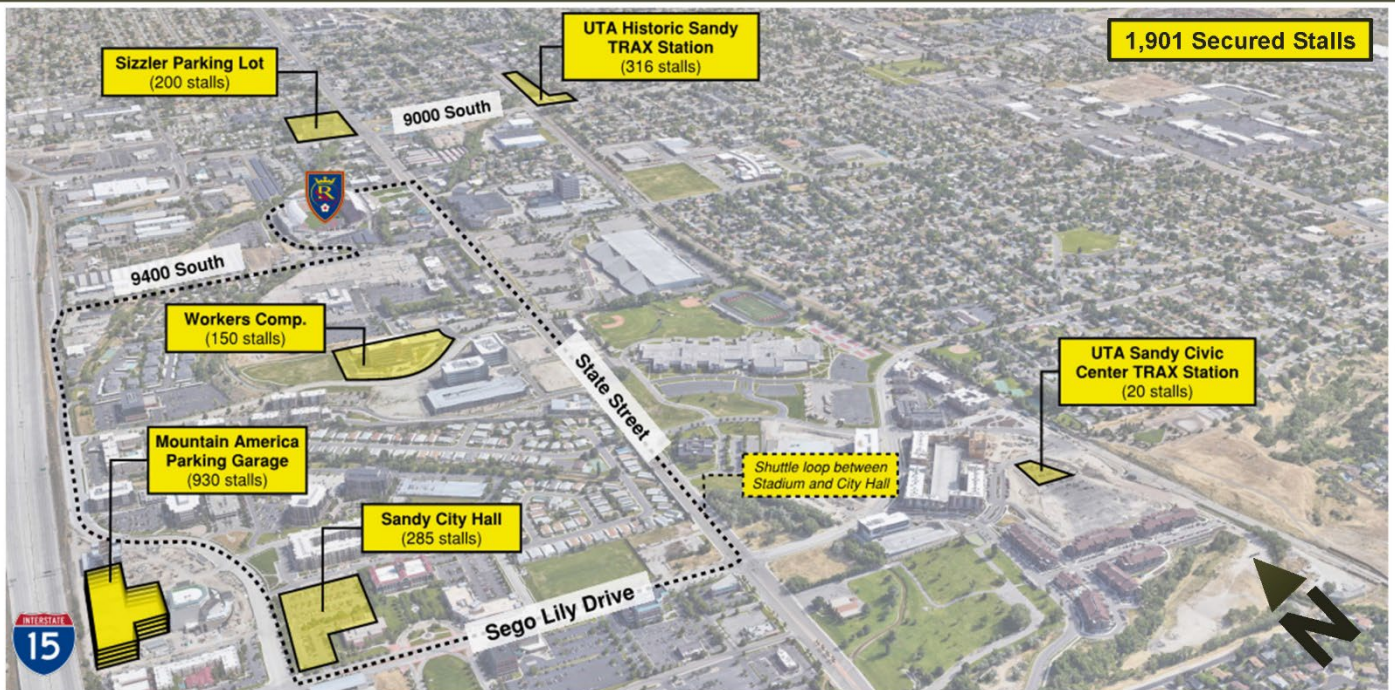 1,901 Secured Stalls
UTA Historic Sandy
TRAX Station
(316 stalls)
Sizzler Parking Lot
(200 stalls)
9000 South
9400 South
Workers Comp.
(150 stalls)
State Street
UTA Sandy Civic
Center TRAX Station
(20 stalls)
Mountain America
Parking Garage
(930 stalls)
Shuttle loop between
Stadium and City Hall
Sandy City Hall
(285 stalls)
Sego Lily Drive
INTERSTATE
15
N